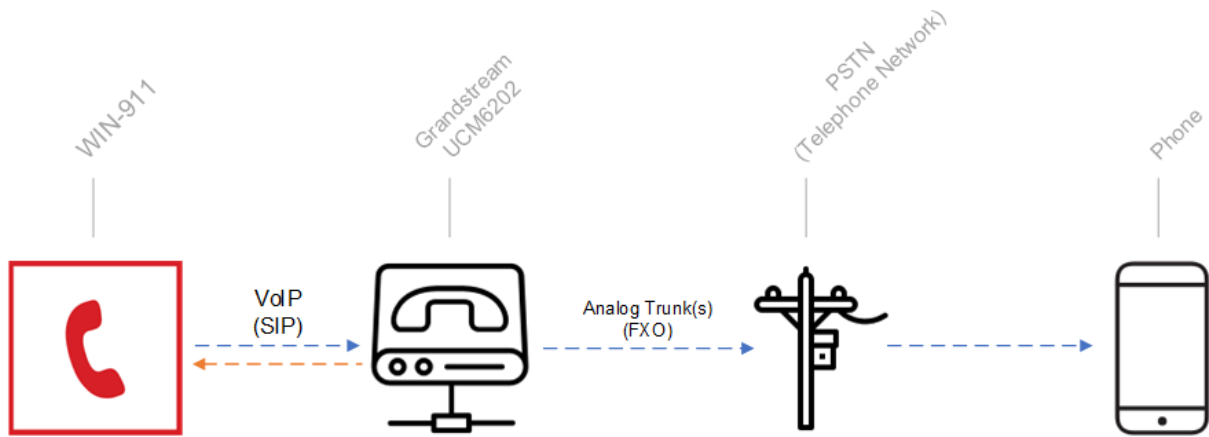 WIN-911
Grandstream
UCM6202
PSTN
(Telephone Network)
Phone
VoIP
(SIP)
Analog Trunk(s)
(FXO)